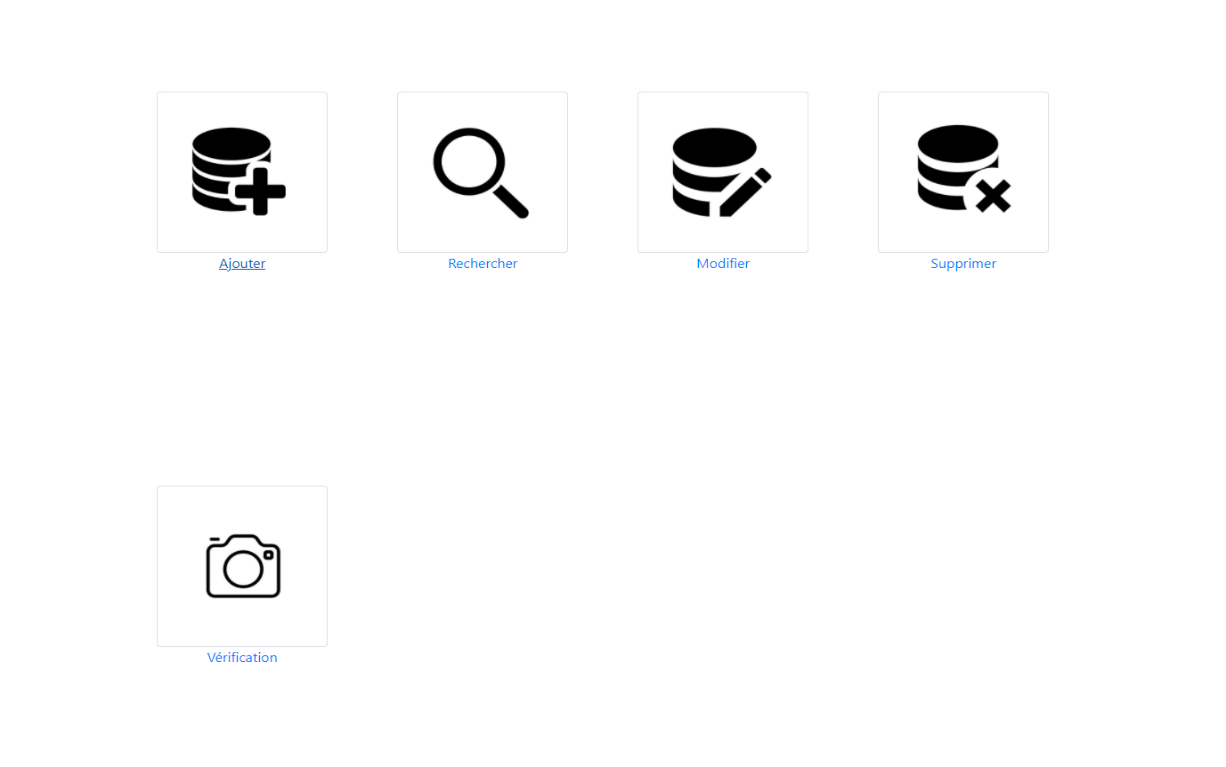 Ajouter
Rechercher
Modifier
Supprimer
Vérification